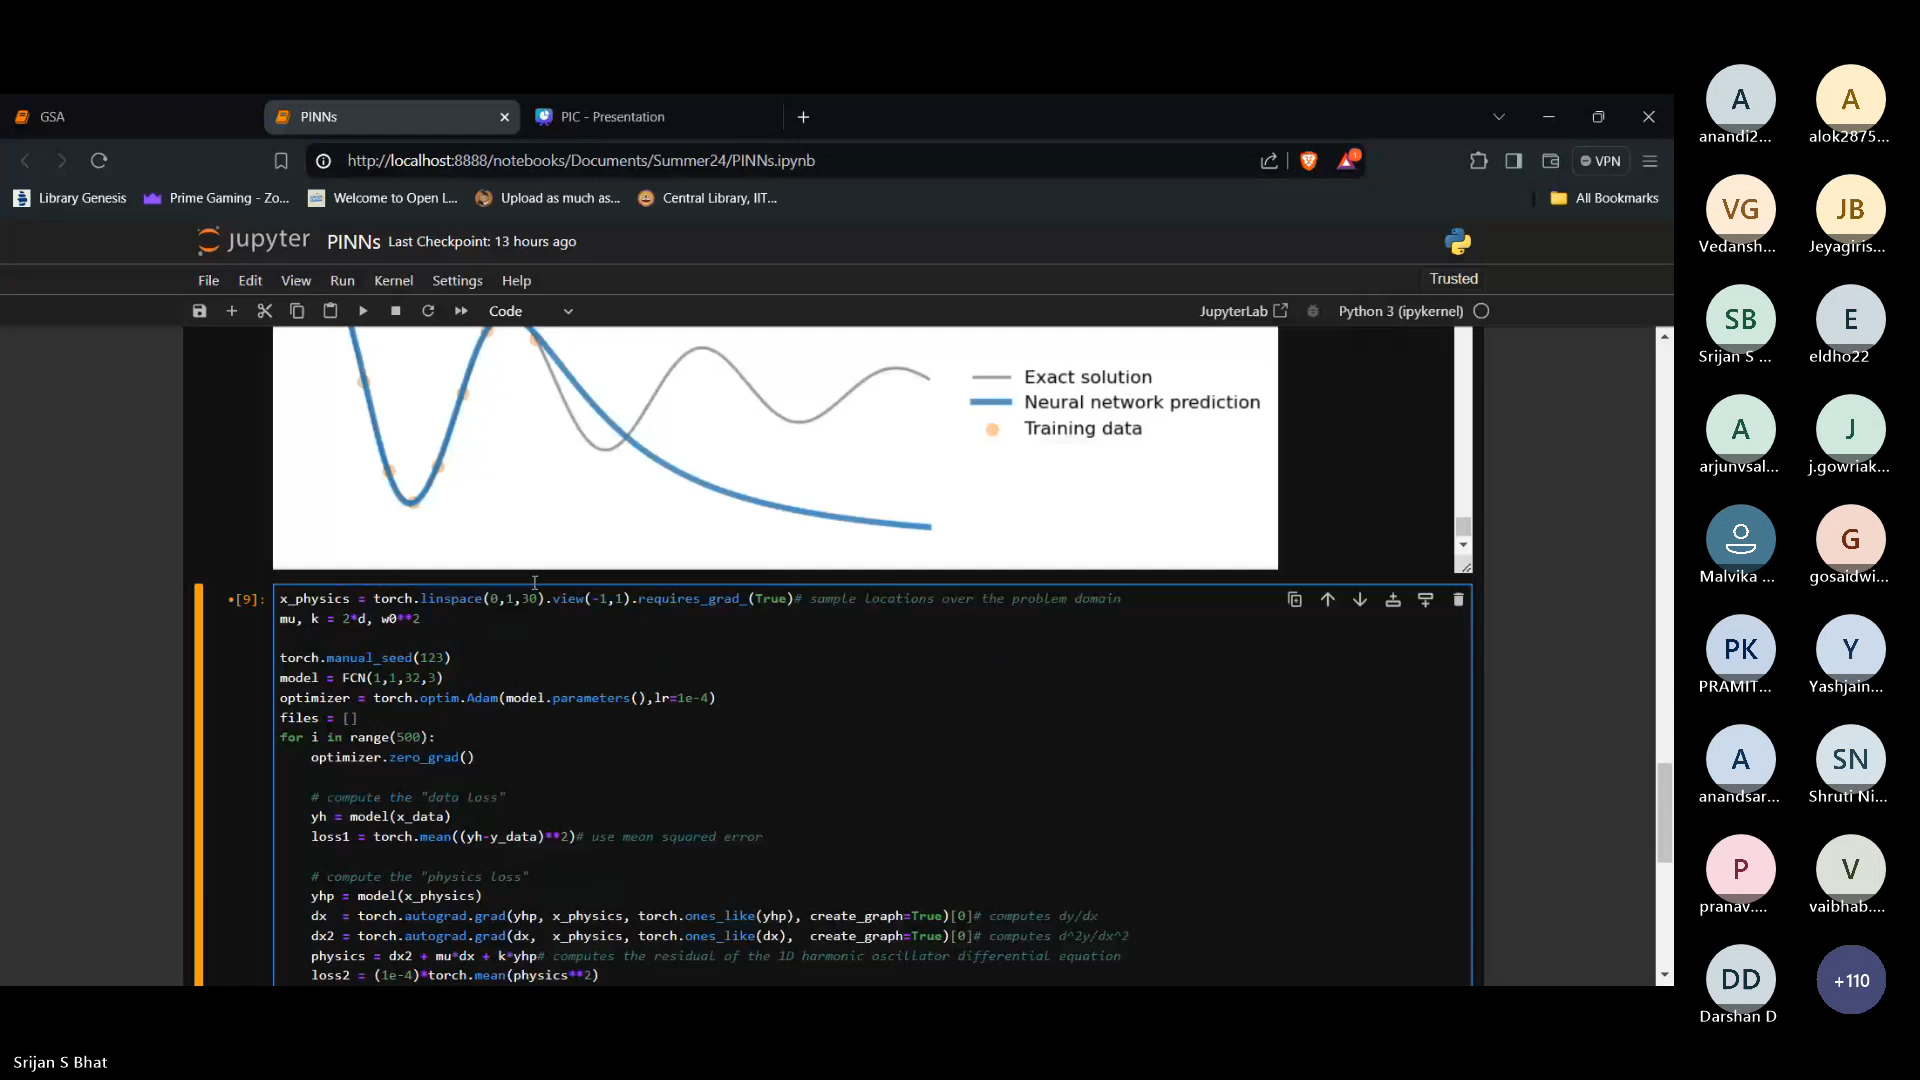 GSA
PINNs
PIC - Presentation
http://localhost:8888/notebooks/Documents/Summer24/PINNs.ipynb
1
VPN
Library Genesis
Prime Gaming - Zo...
Welcome to Open L...
Upload as much as...
Central Library, IIT...
All Bookmarks
jupyter
PINNs
Last Checkpoint: 13 hours ago
File
Edit
View
Run
Kernel
Settings
Help
Trusted
Code
JupyterLab
Python 3 (ipykernel)
Exact solution
Neural network prediction
Training data
•[9]:
x_physics = torch.linspace(0,1,30).view(-1,1).requires_grad_(True)# sample locations over the problem domain
mu, k = 2*d, w0**2
torch.manual_seed(123)
model = FCN(1,1,32,3)
optimizer = torch.optim.Adam(model.parameters(),lr=1e-4)
files = []
for i in range(500):
optimizer.zero_grad()
# compute the "data loss"
yh = model(x_data)
loss1 = torch.mean((yh-y_data)**2)# use mean squared error
# compute the "physics loss"
yhp = model(x_physics)
dx  = torch.autograd.grad(yhp, x_physics, torch.ones_like(yhp), create_graph=True)[0]# computes dy/dx
dx2 = torch.autograd.grad(dx,  x_physics, torch.ones_like(dx),  create_graph=True)[0]# computes d^2y/dx^2
physics = dx2 + mu*dx + k*yhp# computes the residual of the 1D harmonic oscillator differential equation
loss2 = (1e-4)*torch.mean(physics**2)
A
anandi2...
A
alok2875...
VG
Vedansh...
JB
Jeyagiris...
SB
Srijan S ...
E
eldho22
A
arjunvsal...
J
j.gowriak...
Malvika ...
G
gosaidwi...
PK
PRAMIT...
Y
Yashjain...
A
anandsar...
SN
Shruti Ni...
P
pranav....
V
vaibhab....
DD
Darshan D
+110
Srijan S Bhat